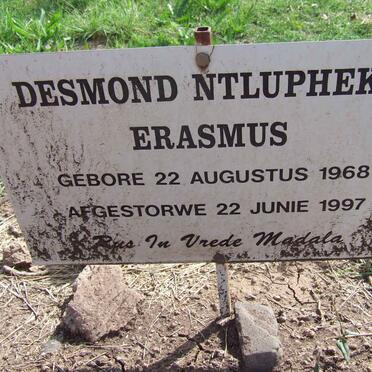 DESMOND NTLUPHEK
ERASMUS
GEBORE 22 AUGUSTUS 1968
AFGESTORWE 22 JUNIE 1997
Rus In Vrede Madala